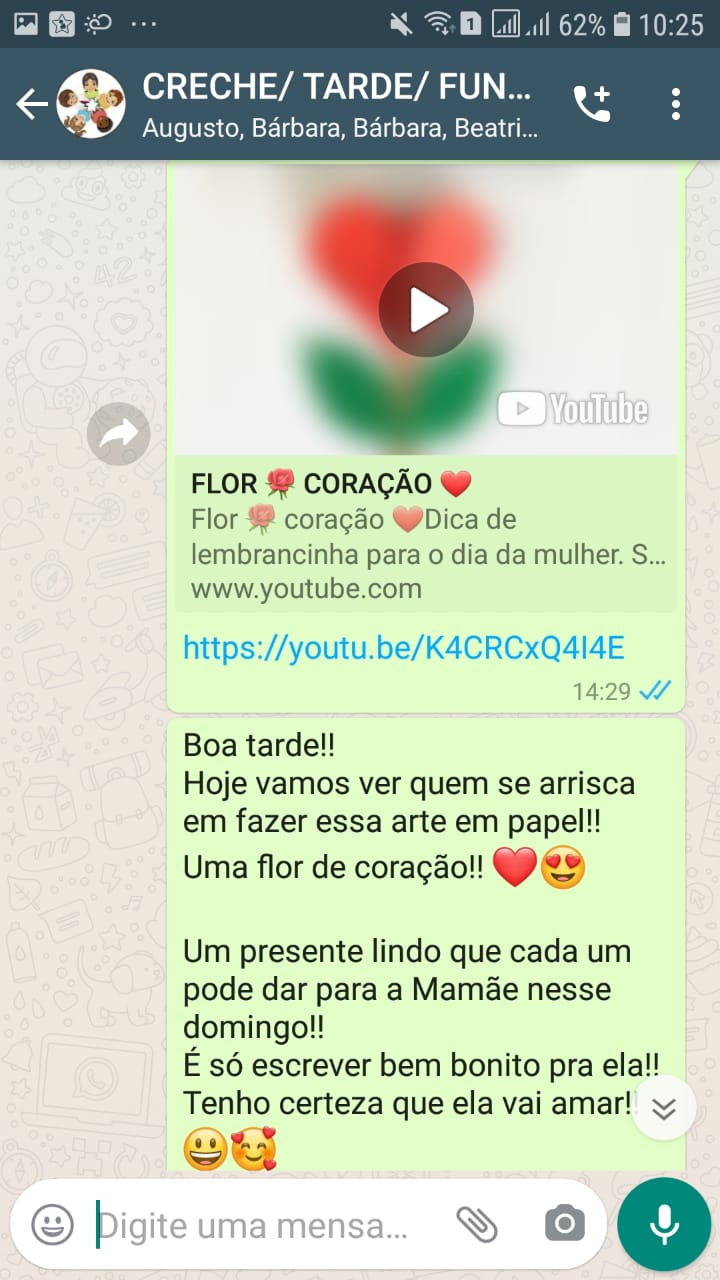 1 62% 10:25
CRECHE/ TARDE/ FUN...
Augusto, Bárbara, Bárbara, Beatri...
YouTube
FLOR 🌹 CORAÇÃO ❤️
Flor 🌹 coração ❤️Dica de
lembrancinha para o dia da mulher. S...
www.youtube.com
https://youtu.be/K4CRCxQ4I4E
14:29
Boa tarde!!
Hoje vamos ver quem se arrisca
em fazer essa arte em papel!!
Uma flor de coração!! ❤️😍
Um presente lindo que cada um
pode dar para a Mamãe nesse
domingo!!
É só escrever bem bonito pra ela!!
Tenho certeza que ela vai amar!!
😃🥰
Digite uma mensa...